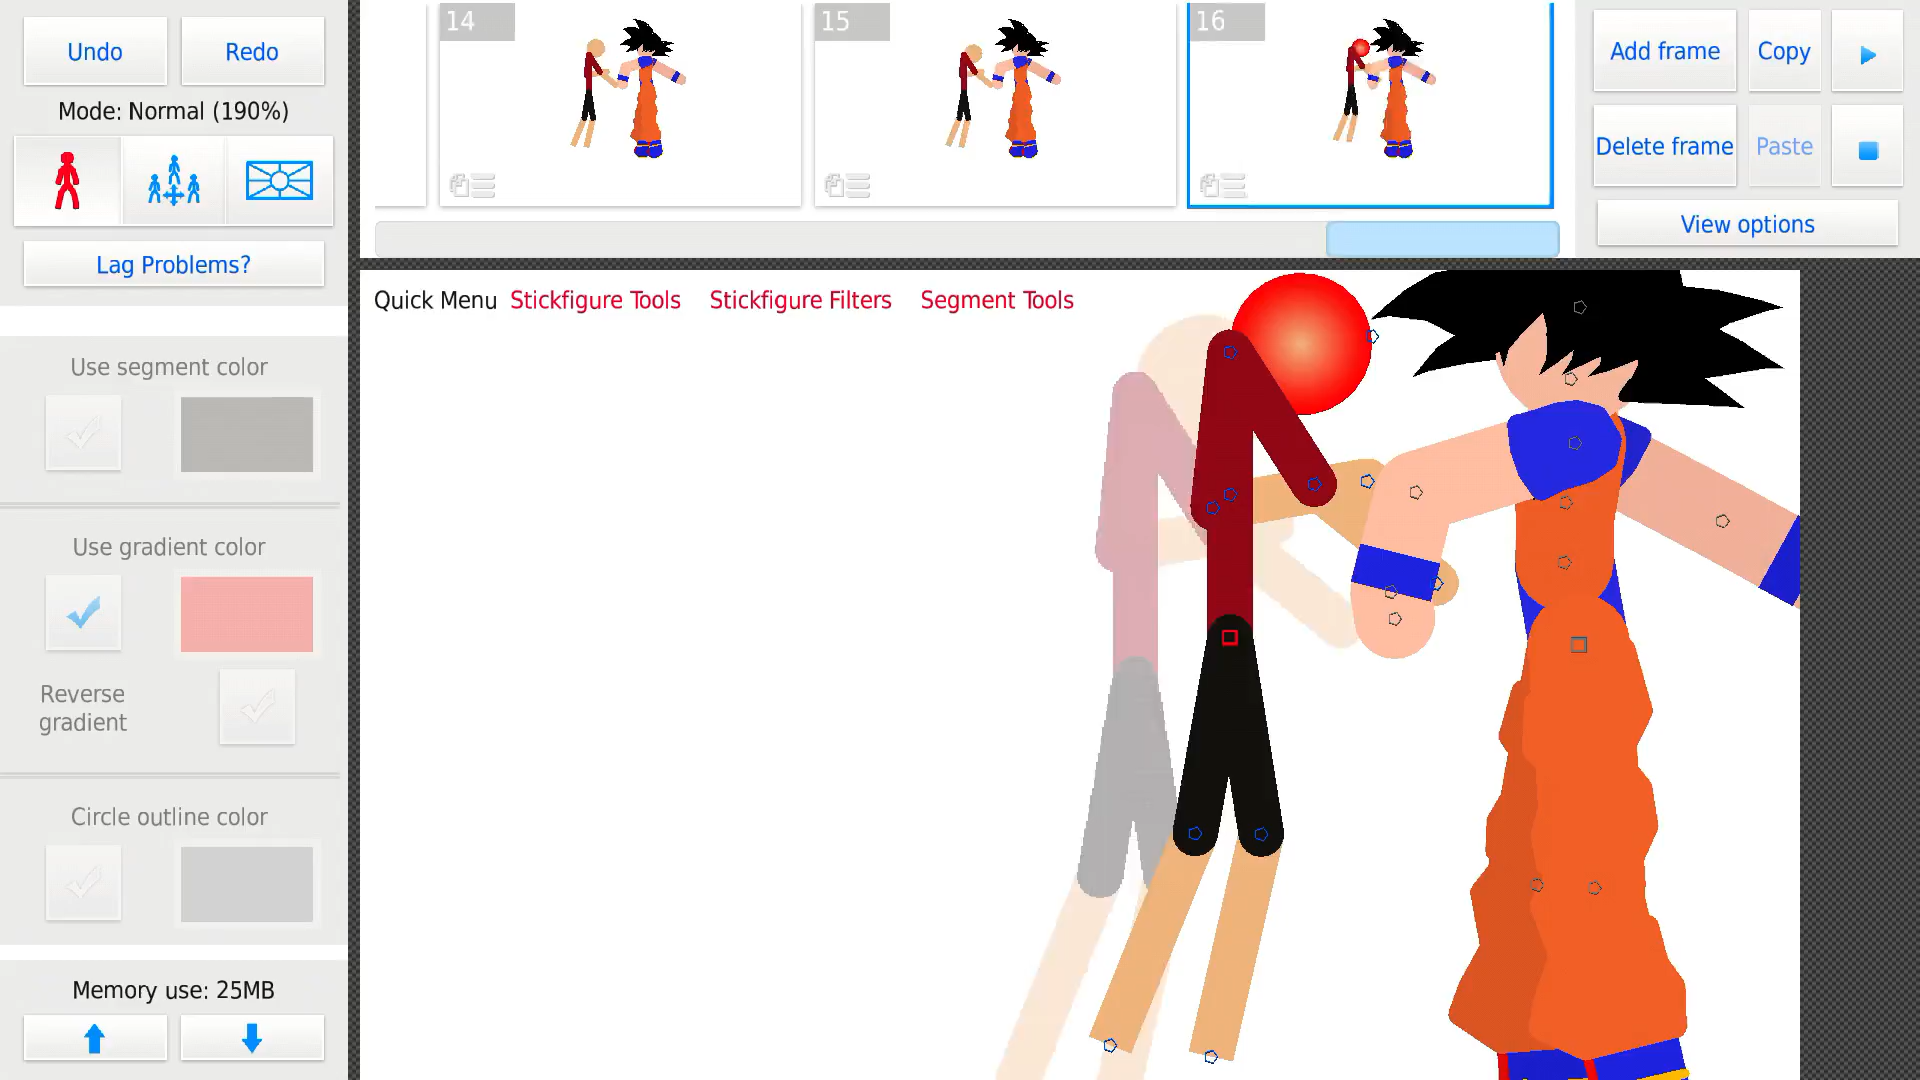 Undo
Redo
Mode: Normal (190%)
Lag Problems?
Use segment color
Use gradient color
Reverse
gradient
Circle outline color
Memory use: 25MB
14
15
16
Add frame
Copy
Delete frame
Paste
View options
Quick Menu
Stickfigure Tools
Stickfigure Filters
Segment Tools